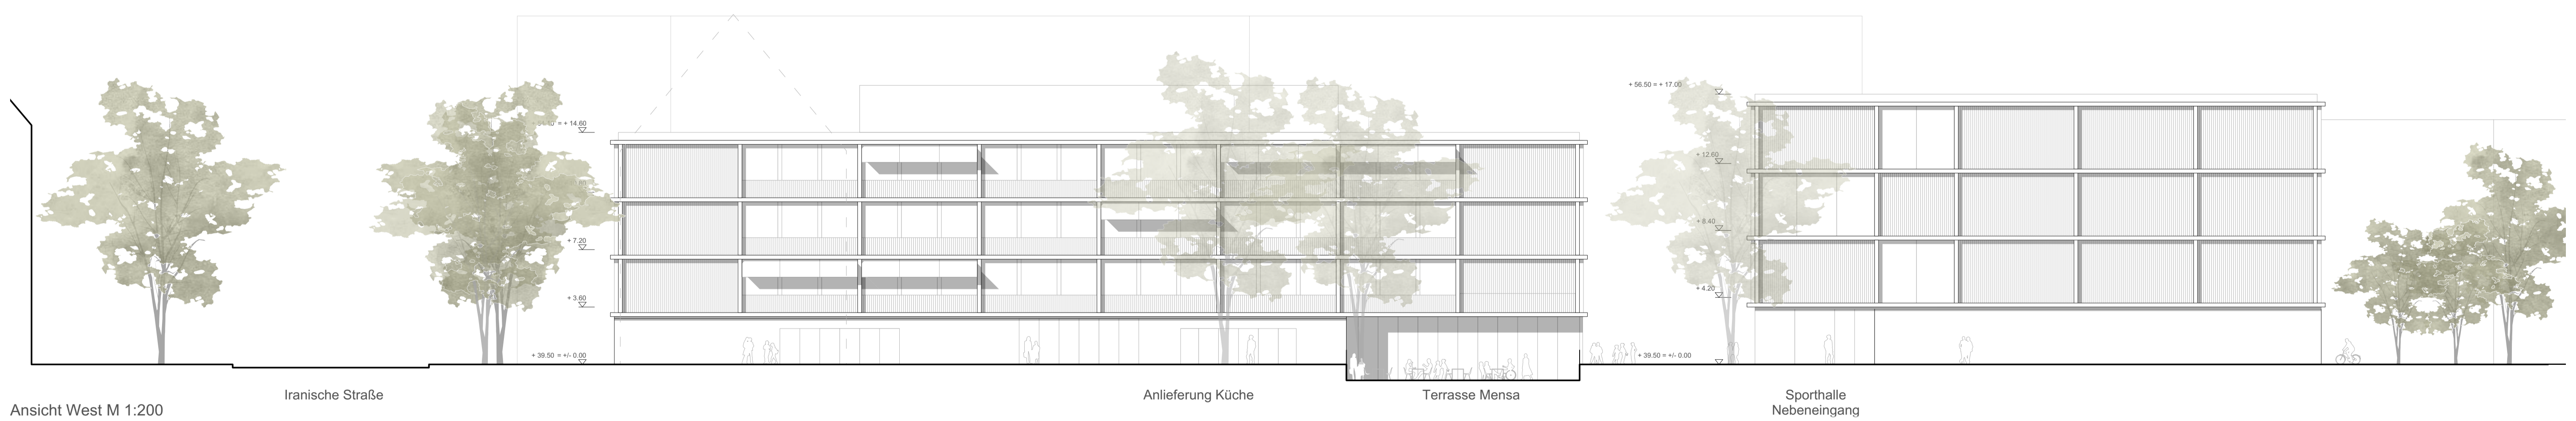 + 56.50 = + 17.00
= + 14.60
+ 12.60
+ 8.40
+ 7.20
+ 4.20
+ 3.60
+ 39.50 = +/- 0.00
+ 39.50 = +/- 0.00
Iranische Straße
Anlieferung Küche
Terrasse Mensa
Sporthalle
Nebeneingang
Ansicht West M 1:200